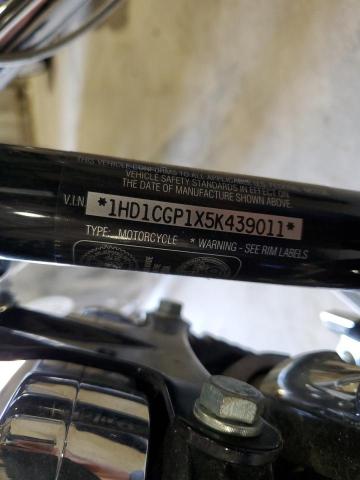 THIS VEHICLE CONFORMS TO ALL APPLICABLE
VEHICLE SAFETY STANDARDS IN EFFECT ON
THE DATE OF MANUFACTURE SHOWN ABOVE.
V.I.N. *1HD1CGP1X5K439011*
TYPE: MOTORCYCLE * WARNING - SEE RIM LABELS